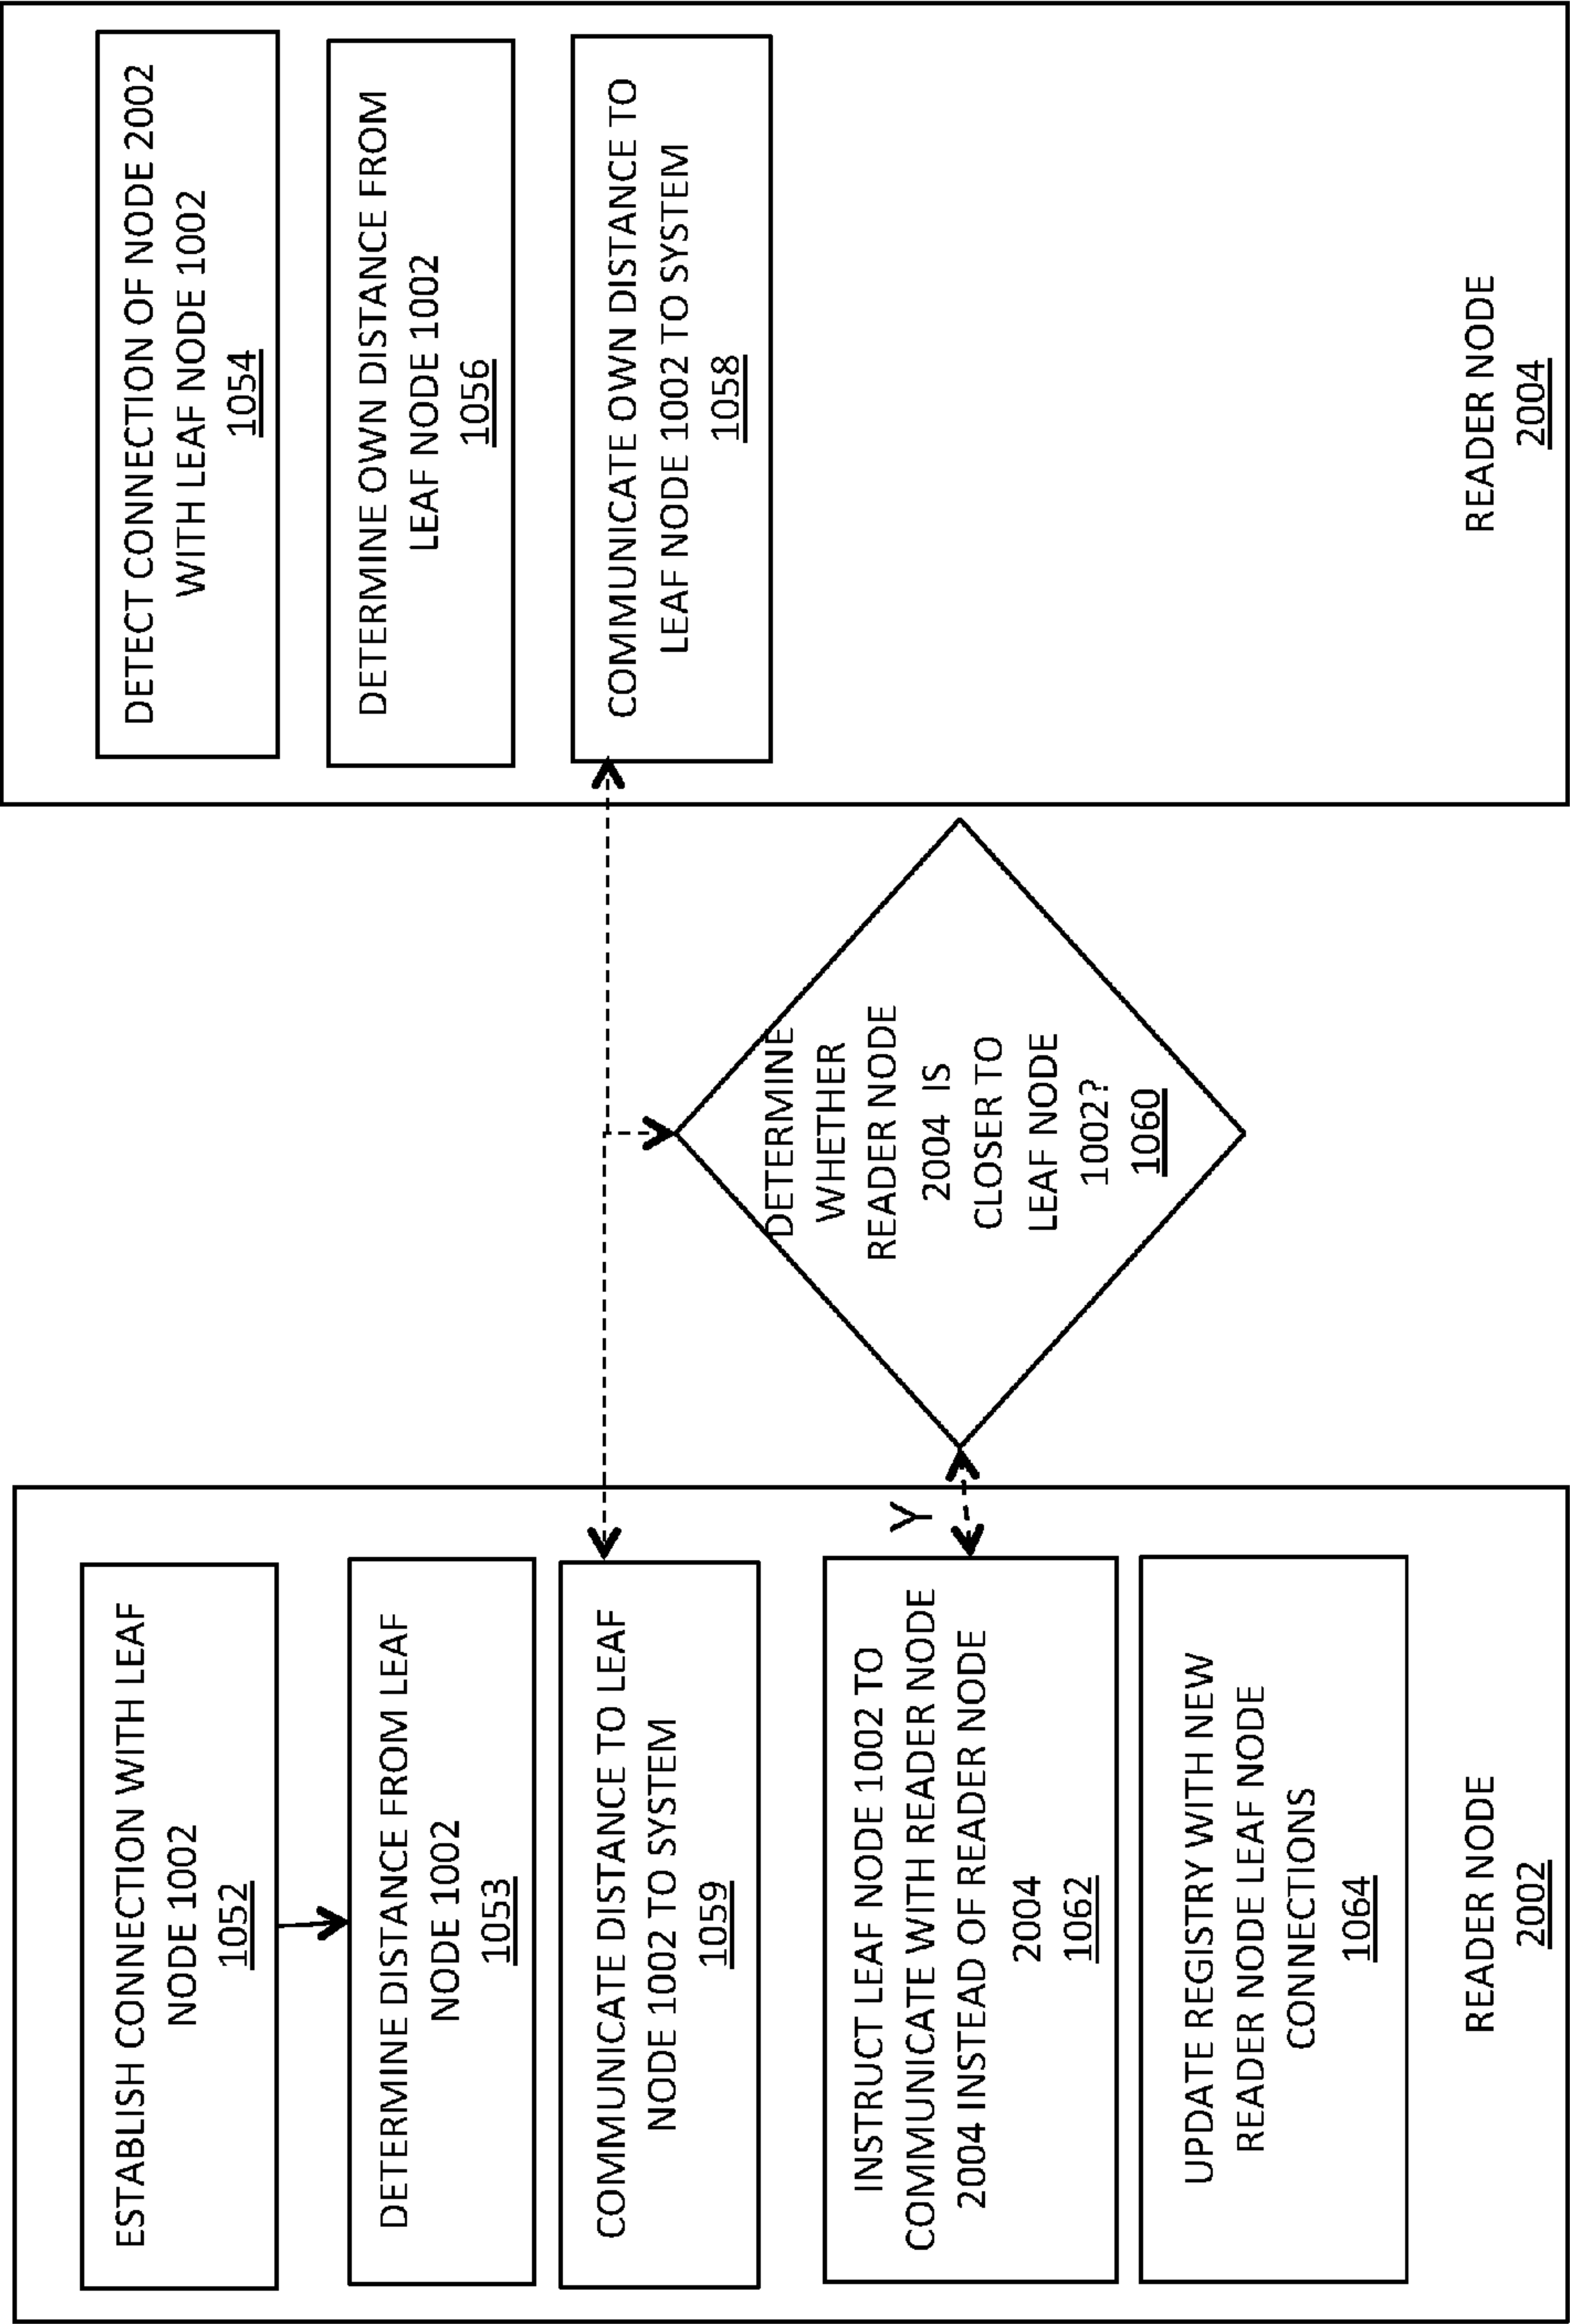 ESTABLISH CONNECTION WITH LEAF
NODE 1002
1052
DETERMINE DISTANCE FROM LEAF
NODE 1002
1053
COMMUNICATE DISTANCE TO LEAF
NODE 1002 TO SYSTEM
1059
INSTRUCT LEAF NODE 1002 TO
COMMUNICATE WITH READER NODE
2004 INSTEAD OF READER NODE
2004
1062
UPDATE REGISTRY WITH NEW
READER NODE LEAF NODE
CONNECTIONS
1064
READER NODE
2002
Y
DETERMINE
WHETHER
READER NODE
2004 IS
CLOSER TO
LEAF NODE
1002?
1060
DETECT CONNECTION OF NODE 2002
WITH LEAF NODE 1002
1054
DETERMINE OWN DISTANCE FROM
LEAF NODE 1002
1056
COMMUNICATE OWN DISTANCE TO
LEAF NODE 1002 TO SYSTEM
1058
READER NODE
2004